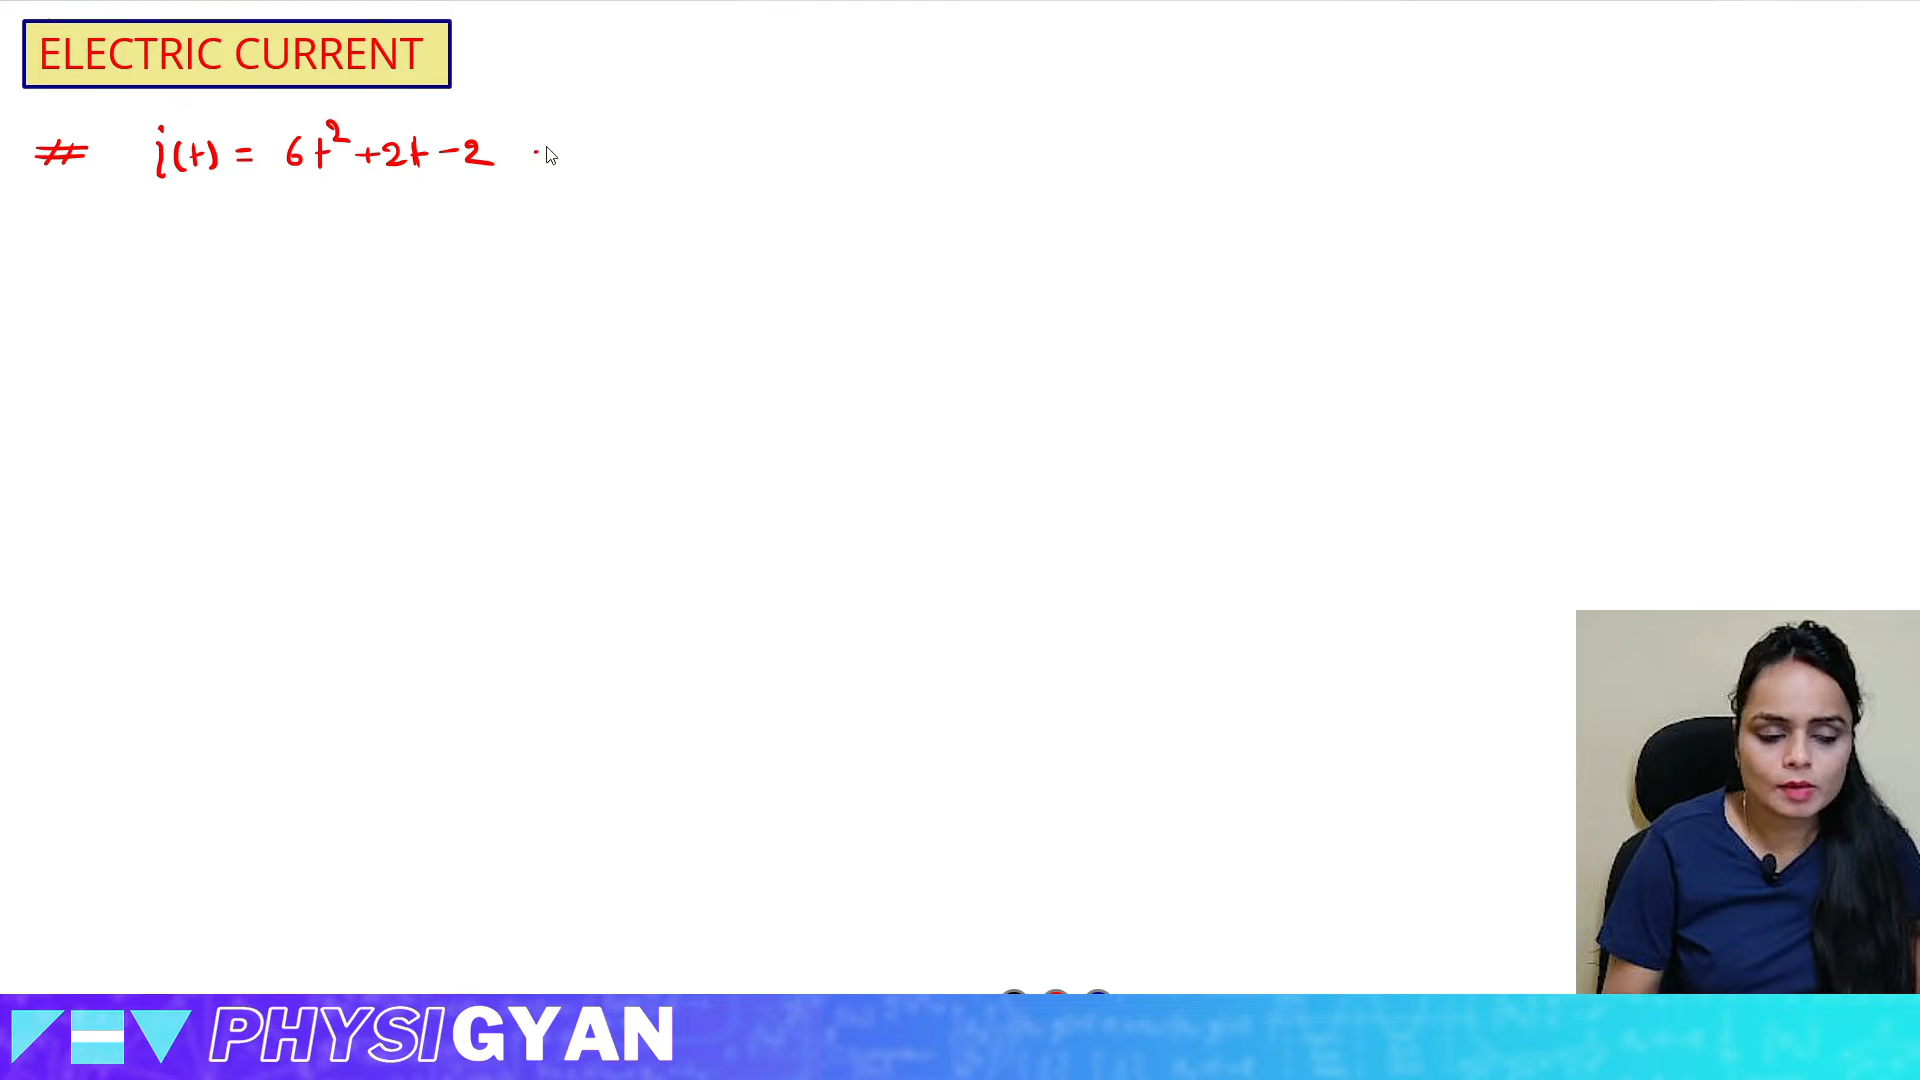 ELECTRIC CURRENT
# i(t) = 6t² + 2t - 2
PHYSIGYAN